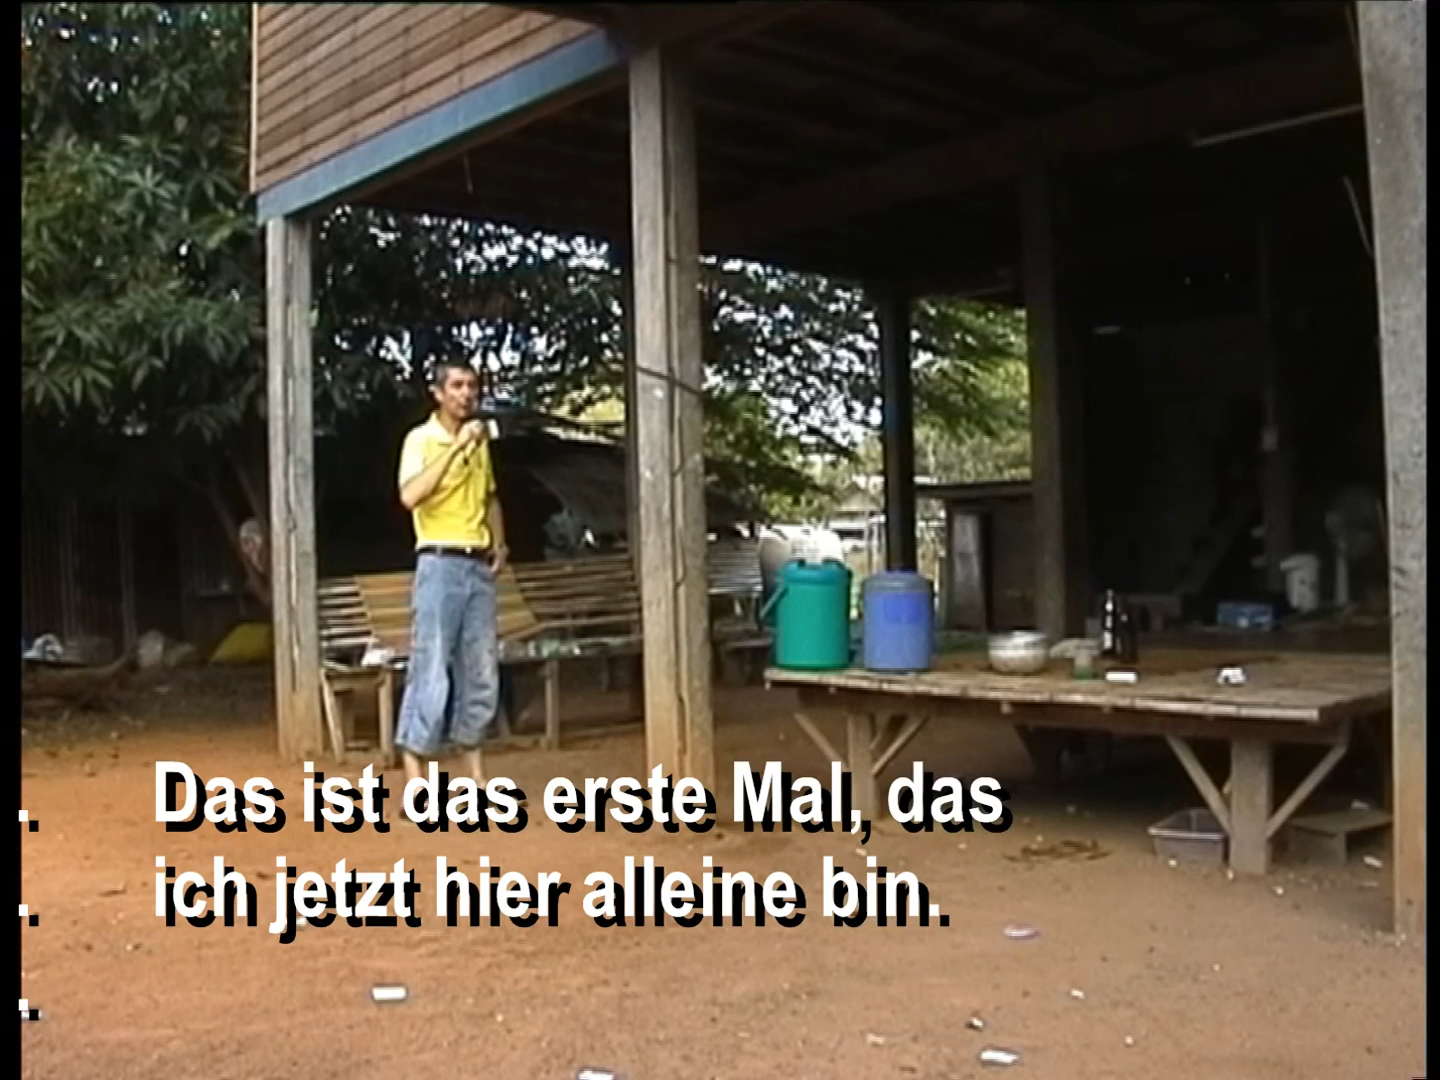 Das ist das erste Mal, das
ich jetzt hier alleine bin.